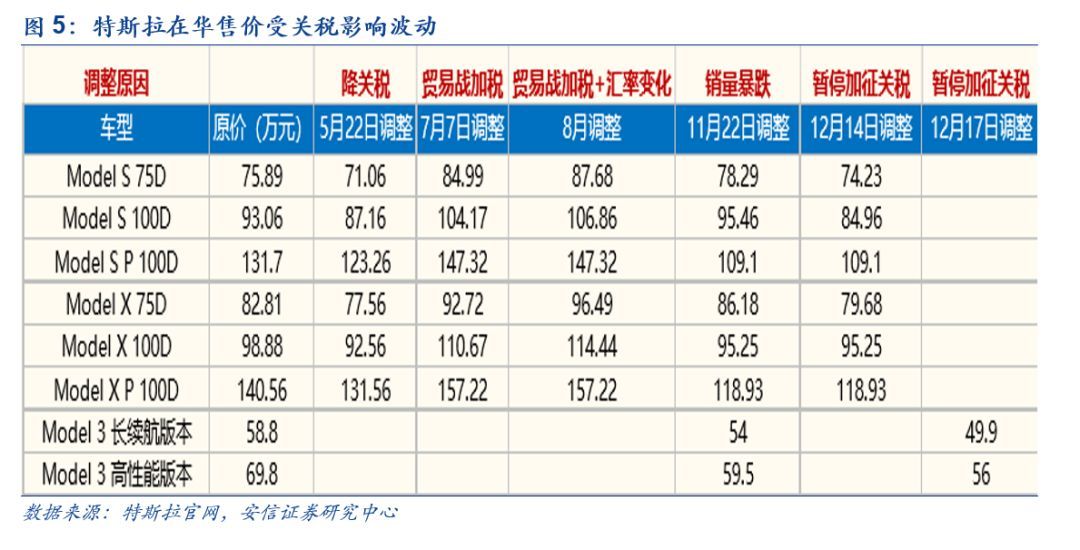 图 5：特斯拉在华售价受关税影响波动
调整原因 降关税 贸易战加税 贸易战加税+汇率变化 销量暴跌 暂停加征关税 暂停加征关税
车型 原价（万元） 5月22日调整 7月7日调整 8月调整 11月22日调整 12月14日调整 12月17日调整
Model S 75D 75.89 71.06 84.99 87.68 78.29 74.23
Model S 100D 93.06 87.16 104.17 106.86 95.46 84.96
Model S P 100D 131.7 123.26 147.32 147.32 109.1 109.1
Model X 75D 82.81 77.56 92.72 96.49 86.18 79.68
Model X 100D 98.88 92.56 110.67 114.44 95.25 95.25
Model X P 100D 140.56 131.56 157.22 157.22 118.93 118.93
Model 3 长续航版本 58.8 54 49.9
Model 3 高性能版本 69.8 59.5 56
数据来源：特斯拉官网，安信证券研究中心